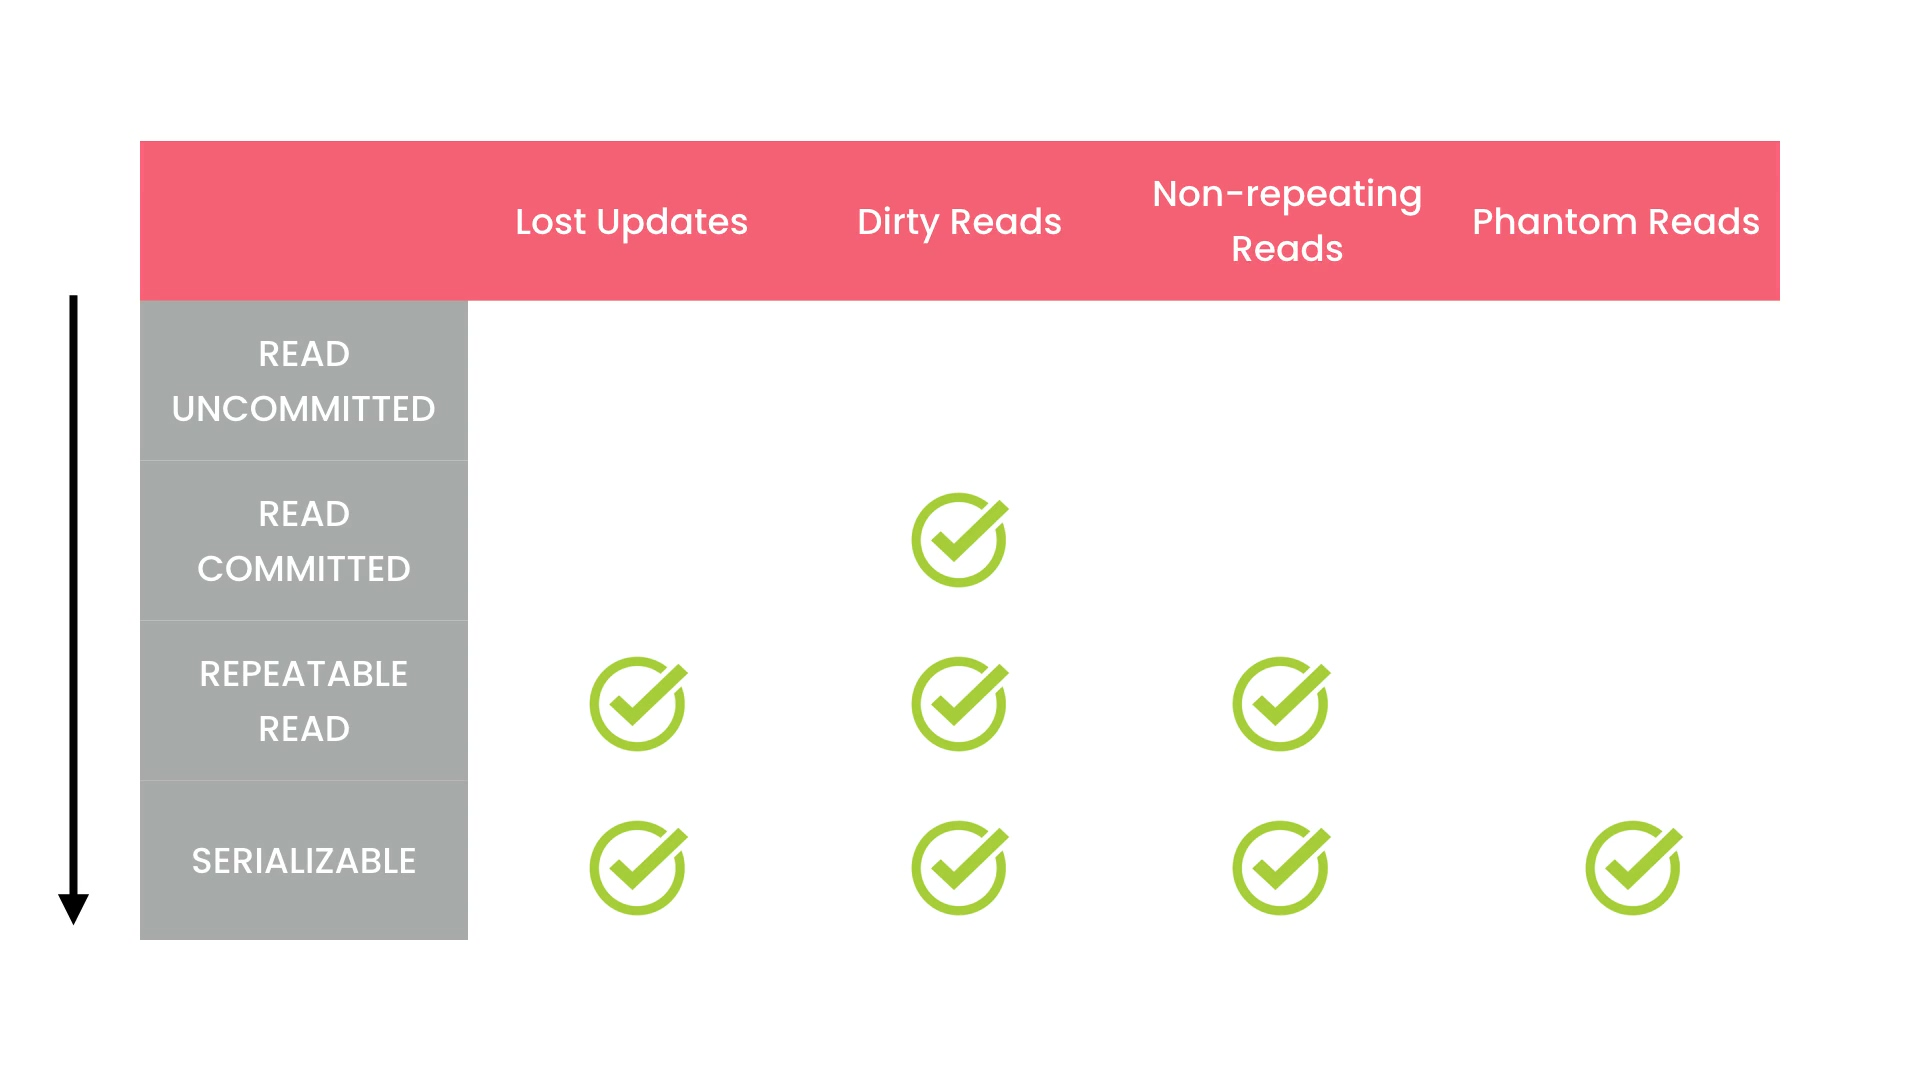 Lost Updates
Dirty Reads
Non-repeating
Reads
Phantom Reads
READ
UNCOMMITTED
READ
COMMITTED
REPEATABLE
READ
SERIALIZABLE